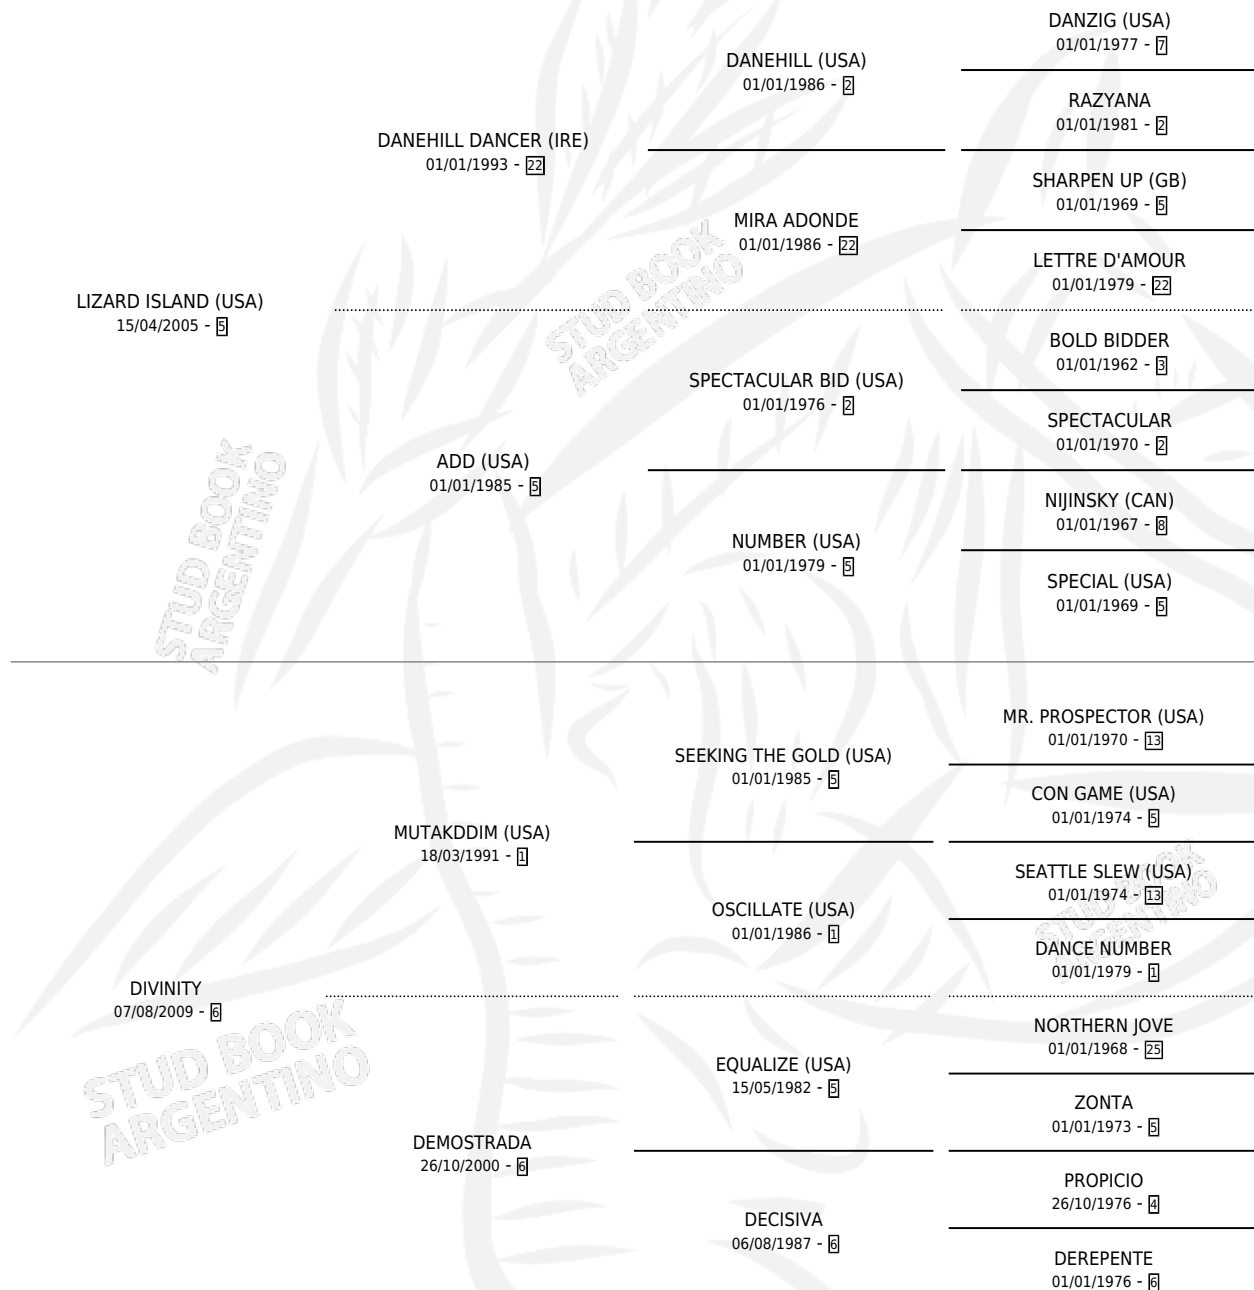 DANZIG (USA)
01/01/1977 - 7
DANEHILL (USA)
01/01/1986 - 2
RAZYANA
01/01/1981 - 2
DANEHILL DANCER (IRE)
01/01/1993 - 22
SHARPEN UP (GB)
01/01/1969 - 5
MIRA ADONDE
01/01/1986 - 22
LETTRE D'AMOUR
01/01/1979 - 22
LIZARD ISLAND (USA)
15/04/2005 - 5
BOLD BIDDER
01/01/1962 - 3
SPECTACULAR BID (USA)
01/01/1976 - 2
SPECTACULAR
01/01/1970 - 2
ADD (USA)
01/01/1985 - 5
NIJINSKY (CAN)
01/01/1967 - 8
NUMBER (USA)
01/01/1979 - 5
SPECIAL (USA)
01/01/1969 - 5
MR. PROSPECTOR (USA)
01/01/1970 - 13
SEEKING THE GOLD (USA)
01/01/1985 - 5
CON GAME (USA)
01/01/1974 - 5
MUTAKDDIM (USA)
18/03/1991 - 1
SEATTLE SLEW (USA)
01/01/1974 - 13
OSCILLATE (USA)
01/01/1986 - 1
DANCE NUMBER
01/01/1979 - 1
DIVINITY
07/08/2009 - 6
NORTHERN JOVE
01/01/1968 - 25
EQUALIZE (USA)
15/05/1982 - 5
ZONTA
01/01/1973 - 5
DEMOSTRADA
26/10/2000 - 6
PROPICIO
26/10/1976 - 4
DECISIVA
06/08/1987 - 6
DEREPENTE
01/01/1976 - 6
STUD BOOK
ARGENTINO
STUD BOOK
ARGENTINO
STUD BOOK
ARGENTINO
STUD BOOK
ARGENTINO